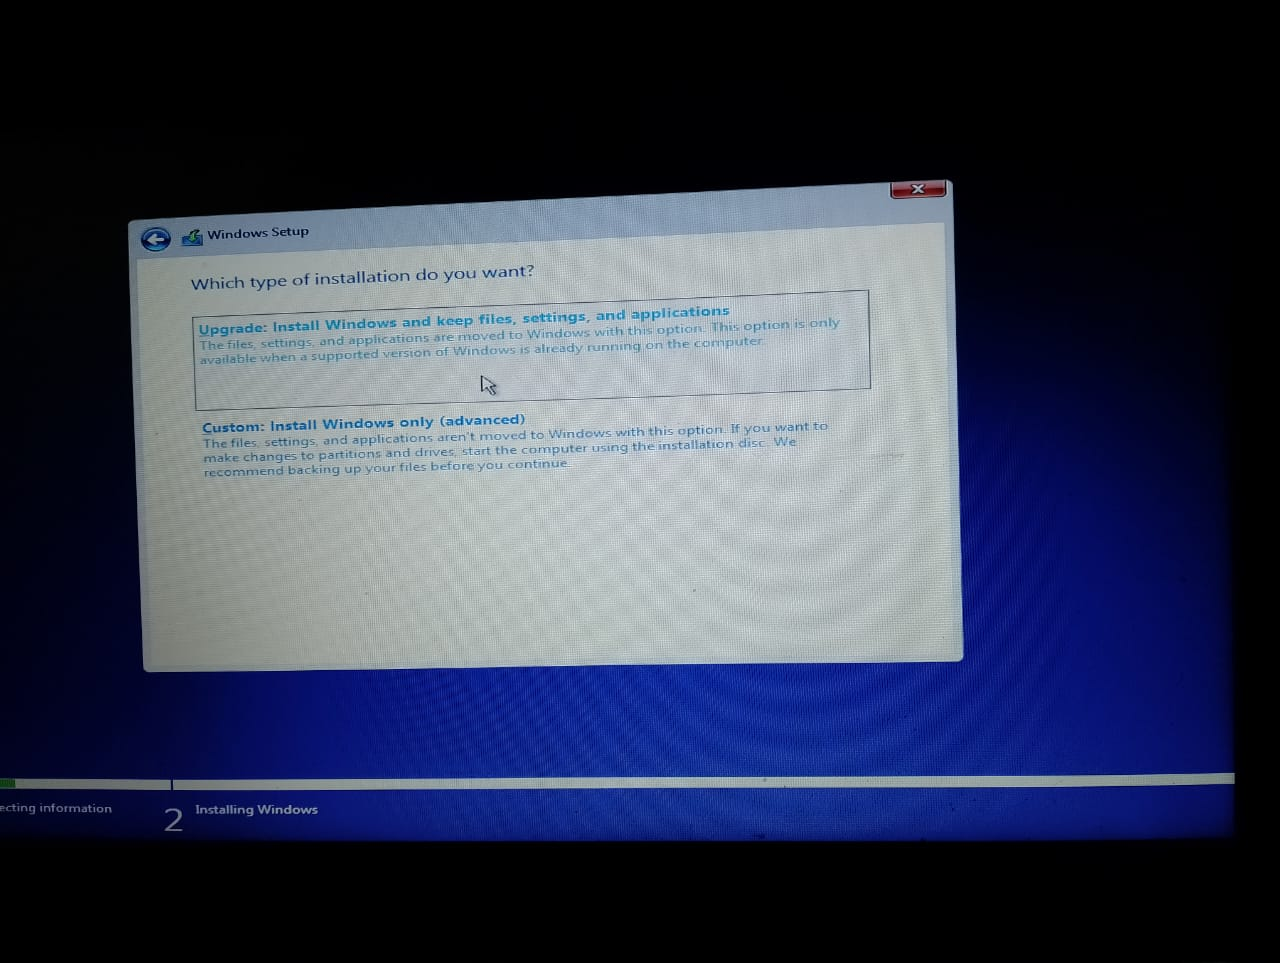 Windows Setup
Which type of installation do you want?
Upgrade: Install Windows and keep files, settings, and applications
The files, settings, and applications are moved to Windows with this option. This option is only
available when a supported version of Windows is already running on the computer.
Custom: Install Windows only (advanced)
The files, settings, and applications aren't moved to Windows with this option. If you want to
make changes to partitions and drives, start the computer using the installation disc. We
recommend backing up your files before you continue.
ecting information
2 Installing Windows